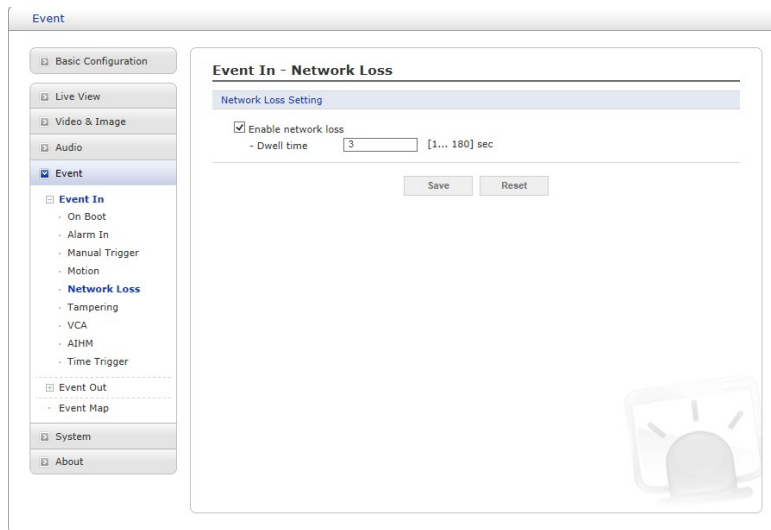 Event
Basic Configuration
Live View
Video & Image
Audio
Event
Event In
On Boot
Alarm In
Manual Trigger
Motion
Network Loss
Tampering
VCA
AIHM
Time Trigger
Event Out
Event Map
System
About
Event In - Network Loss
Network Loss Setting
Enable network loss
- Dwell time 3 [1... 180] sec
Save Reset